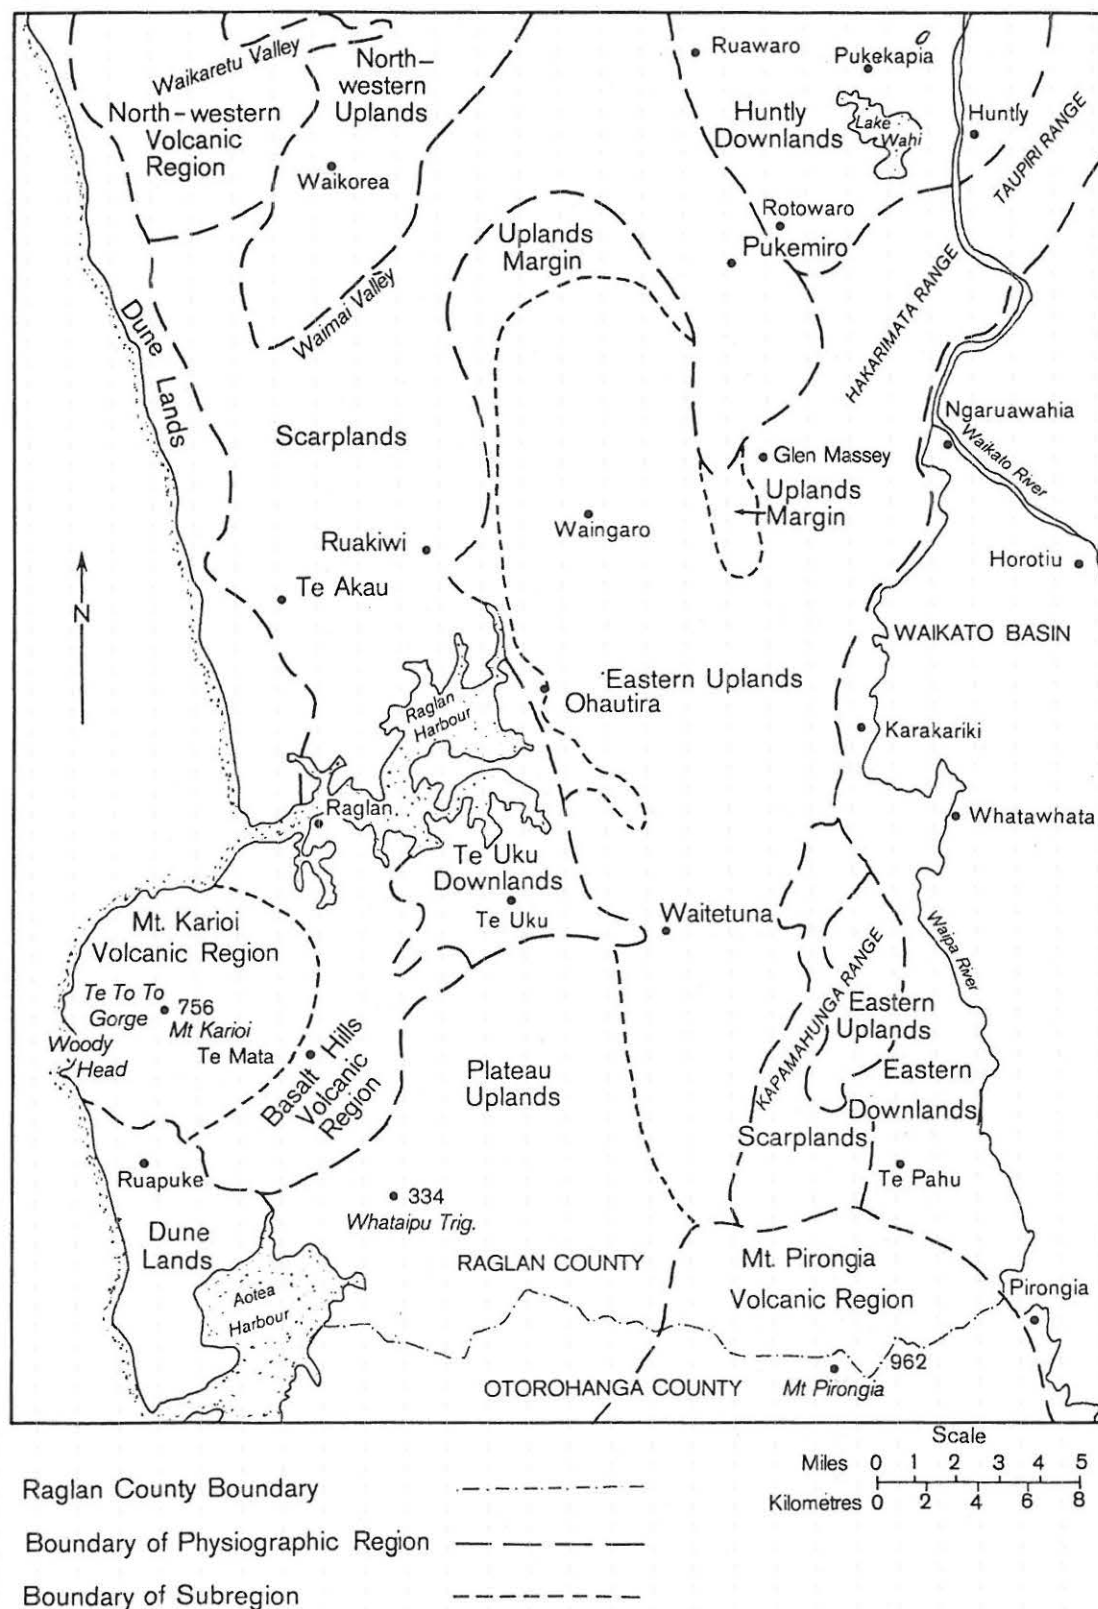 Waikaretu Valley
North-western
Volcanic
Region
North–
western
Uplands
Waikorea
Ruawaro
Pukekapia
Huntly
Downlands
Lake
Wahi
Huntly
TAUPIRI RANGE
Rotowaro
Pukemiro
Uplands
Margin
Waimai Valley
Dune
Lands
HAKARIMATA RANGE
Scarplands
Ngaruawahia
Waikato River
Glen Massey
Uplands
Margin
Waingaro
Ruakiwi
Horotiu
Te Akau
N
WAIKATO BASIN
Eastern Uplands
Ohautira
Raglan
Harbour
Karakariki
Raglan
Whatawhata
Te Uku
Downlands
Te Uku
Waitetuna
Mt. Karioi
Volcanic Region
Te To To
Gorge
756
Mt Karioi
Te Mata
Woody
Head
Basalt Hills
Volcanic
Region
Plateau
Uplands
KAPAMAHUNGA RANGE
Waipa River
Eastern
Uplands
Eastern
Downlands
Scarplands
Te Pahu
Ruapuke
334
Whataipu Trig.
Dune
Lands
RAGLAN COUNTY
Mt. Pirongia
Volcanic Region
Pirongia
Aotea
Harbour
962
OTOROHANGA COUNTY
Mt Pirongia
Scale
Miles 0 1 2 3 4 5
Kilometres 0 2 4 6 8
Raglan County Boundary
Boundary of Physiographic Region
Boundary of Subregion